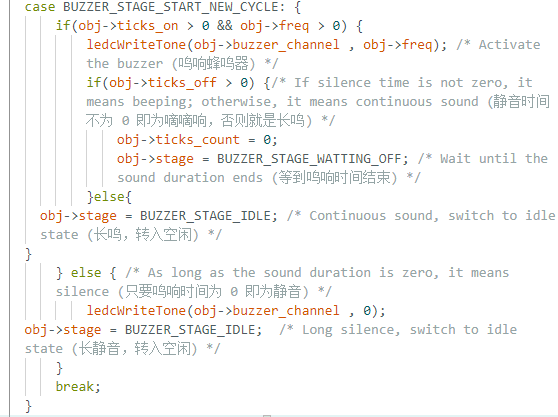 case BUZZER_STAGE_START_NEW_CYCLE: {
if(obj->ticks_on > 0 && obj->freq > 0) {
ledcWriteTone(obj->buzzer_channel , obj->freq); /* Activate
the buzzer (鸣响蜂鸣器) */
if(obj->ticks_off > 0) {/* If silence time is not zero, it
means beeping; otherwise, it means continuous sound (静音时间
不为 0 即为嘀嘀响，否则就是长鸣) */
obj->ticks_count = 0;
obj->stage = BUZZER_STAGE_WATTING_OFF; /* Wait until the
sound duration ends (等到鸣响时间结束) */
}else{
obj->stage = BUZZER_STAGE_IDLE; /* Continuous sound, switch to idle
state (长鸣，转入空闲) */
}
} else { /* As long as the sound duration is zero, it means
silence (只要鸣响时间为 0 即为静音) */
ledcWriteTone(obj->buzzer_channel , 0);
obj->stage = BUZZER_STAGE_IDLE;  /* Long silence, switch to idle
state (长静音，转入空闲) */
}
break;
}